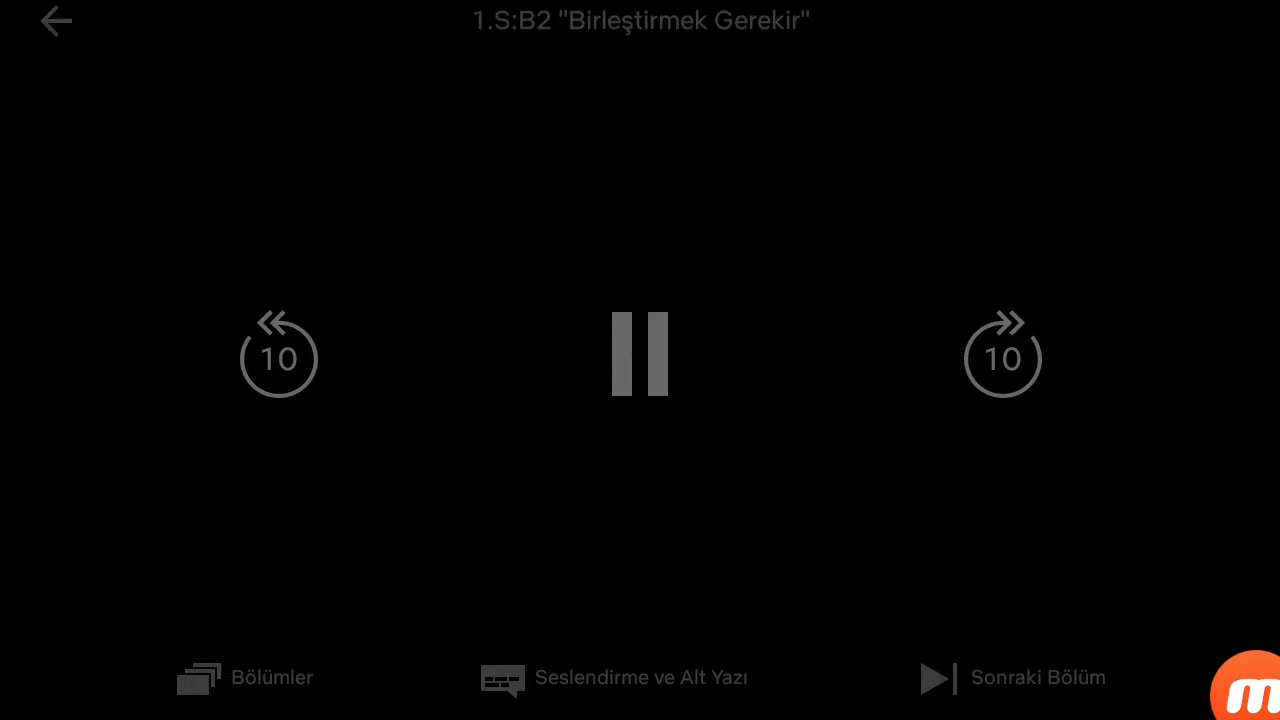 1.S:B2 "Birleştirmek Gerekir"
10
10
Bölümler
Seslendirme ve Alt Yazı
Sonraki Bölüm
m